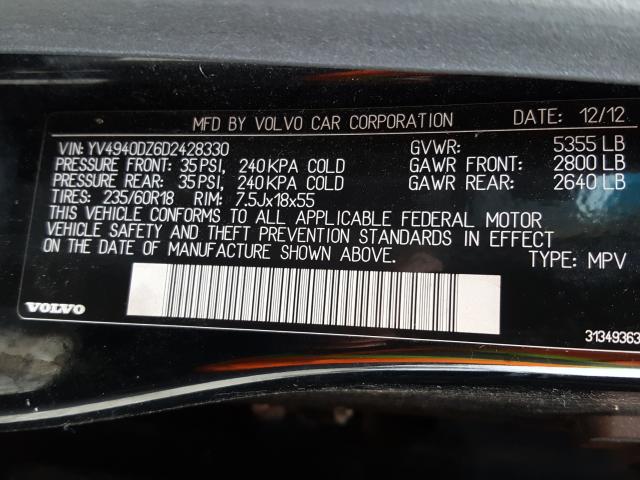 MFD BY VOLVO CAR CORPORATION DATE: 12/12
VIN: YV4940DZ6D2428330 GVWR: 5355 LB
PRESSURE FRONT: 35PSI, 240KPA COLD GAWR FRONT: 2800 LB
PRESSURE REAR: 35PSI, 240KPA COLD GAWR REAR: 2640 LB
TIRES: 235/60R18 RIM: 7.5Jx18x55
THIS VEHICLE CONFORMS TO ALL APPLICABLE FEDERAL MOTOR
VEHICLE SAFETY AND THEFT PREVENTION STANDARDS IN EFFECT
ON THE DATE OF MANUFACTURE SHOWN ABOVE. TYPE: MPV
VOLVO
31349363